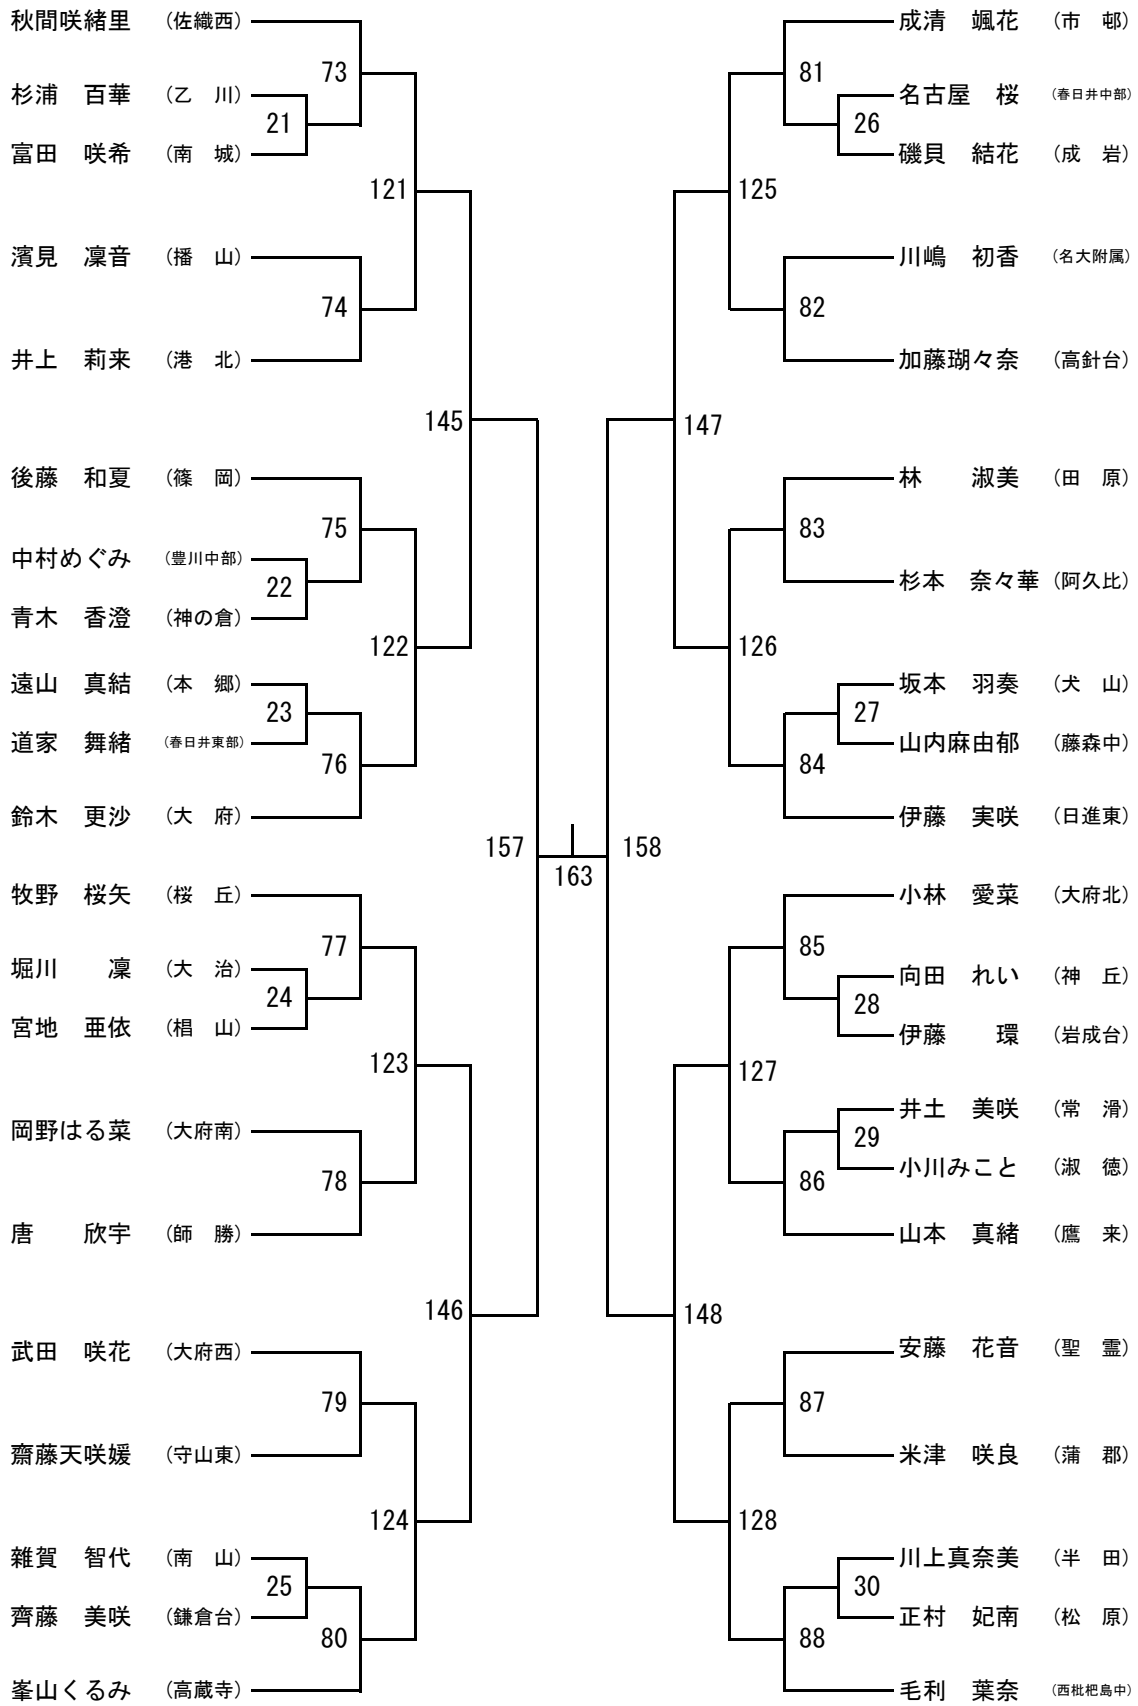 秋間咲緒里 （佐織西）
73
杉浦　百華 （乙　川）
21
富田　咲希 （南　城）
121
濱見　凜音 （播　山）
74
井上　莉来 （港　北）
145
後藤　和夏 （篠　岡）
75
中村めぐみ （豊川中部）
22
青木　香澄 （神の倉）
122
遠山　真結 （本　郷）
23
道家　舞緒 （春日井東部）
76
鈴木　更沙 （大　府）
157
牧野　桜矢 （桜　丘）
77
堀川　　凜 （大　治）
24
宮地　亜依 （椙　山）
123
岡野はる菜 （大府南）
78
唐　　欣宇 （師　勝）
146
武田　咲花 （大府西）
79
齋藤天咲媛 （守山東）
124
雑賀　智代 （南　山）
25
齊藤　美咲 （鎌倉台）
80
峯山くるみ （高蔵寺）
163
成清　颯花 （市　邨）
81
名古屋　桜 （春日井中部）
26
磯貝　結花 （成　岩）
125
川嶋　初香 （名大附属）
82
加藤瑚々奈 （高針台）
147
林　　淑美 （田　原）
83
杉本　奈々華 （阿久比）
126
坂本　羽奏 （犬　山）
27
山内麻由郁 （藤森中）
84
伊藤　実咲 （日進東）
158
小林　愛菜 （大府北）
85
向田　れい （神　丘）
28
伊藤　　環 （岩成台）
127
井土　美咲 （常　滑）
29
小川みこと （淑　徳）
86
山本　真緒 （鷹　来）
148
安藤　花音 （聖　霊）
87
米津　咲良 （蒲　郡）
128
川上真奈美 （半　田）
30
正村　妃南 （松　原）
88
毛利　葉奈 （西枇杷島中）